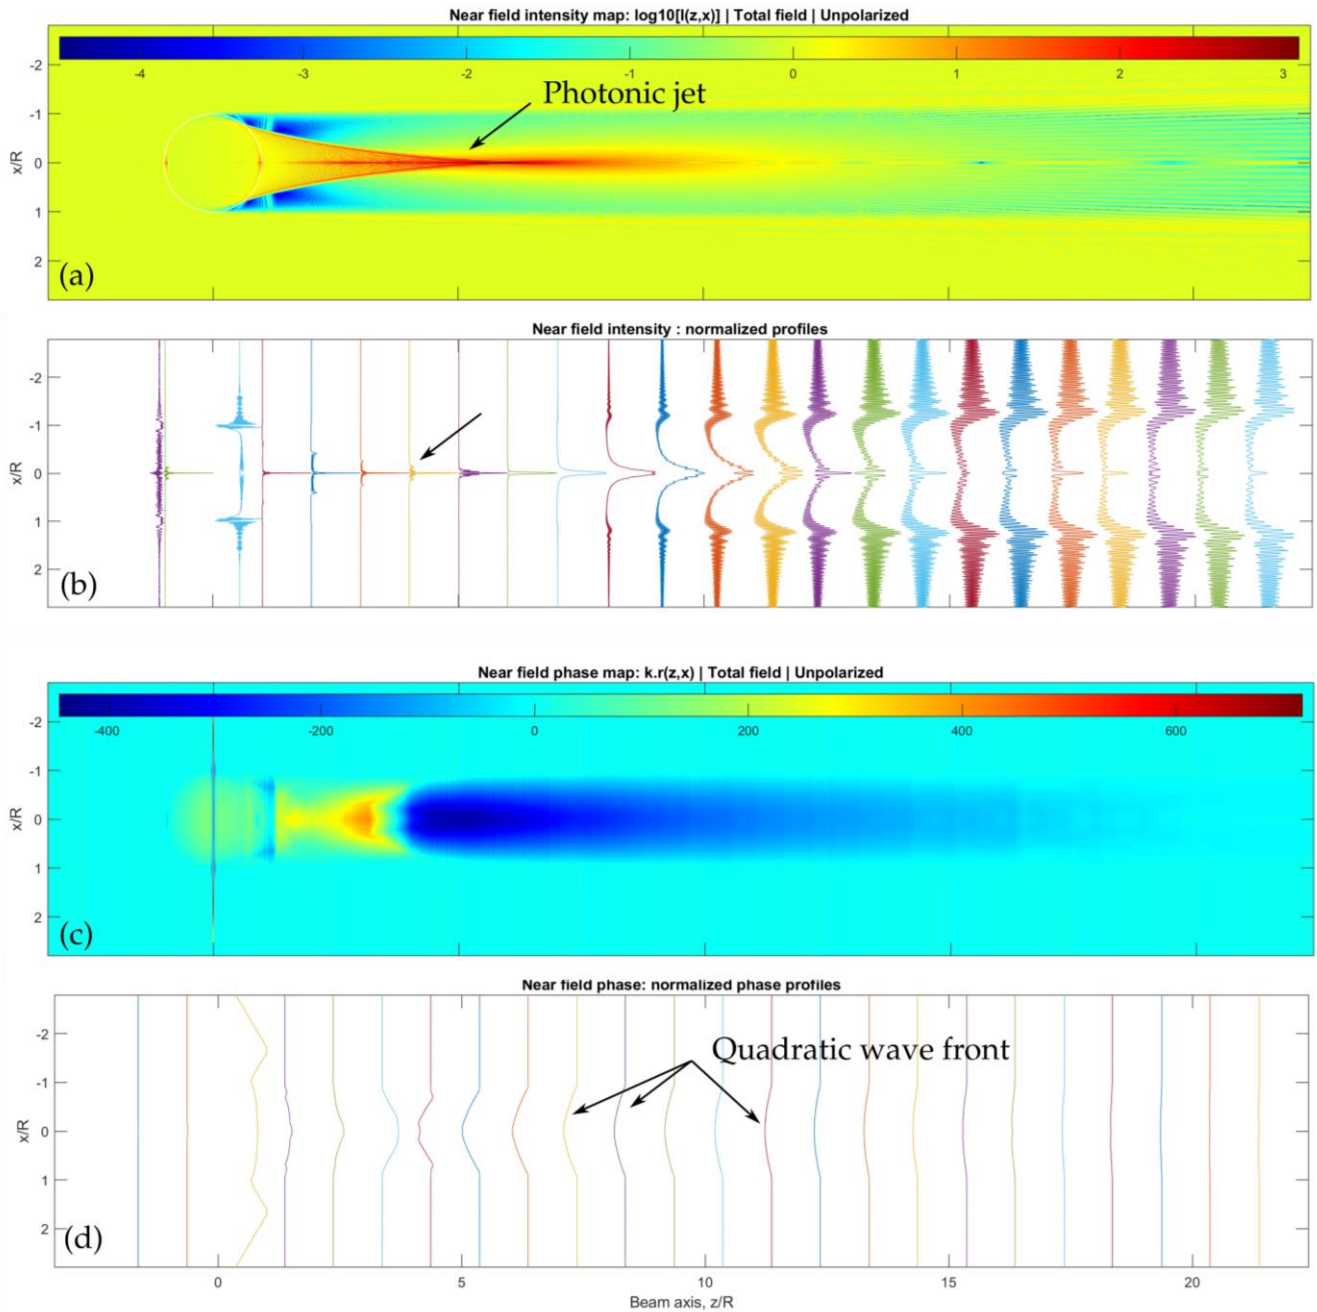 Near field intensity map: log10[I(z,x)] | Total field | Unpolarized
-4 -3 -2 -1 0 1 2 3
Photonic jet
-2
-1
0
1
2
x/R
(a)
Near field intensity : normalized profiles
-2
-1
0
1
2
x/R
(b)
Near field phase map: k.r(z,x) | Total field | Unpolarized
-400 -200 0 200 400 600
-2
-1
0
1
2
x/R
(c)
Near field phase: normalized phase profiles
Quadratic wave front
-2
-1
0
1
2
x/R
(d)
0 5 10 15 20
Beam axis, z/R